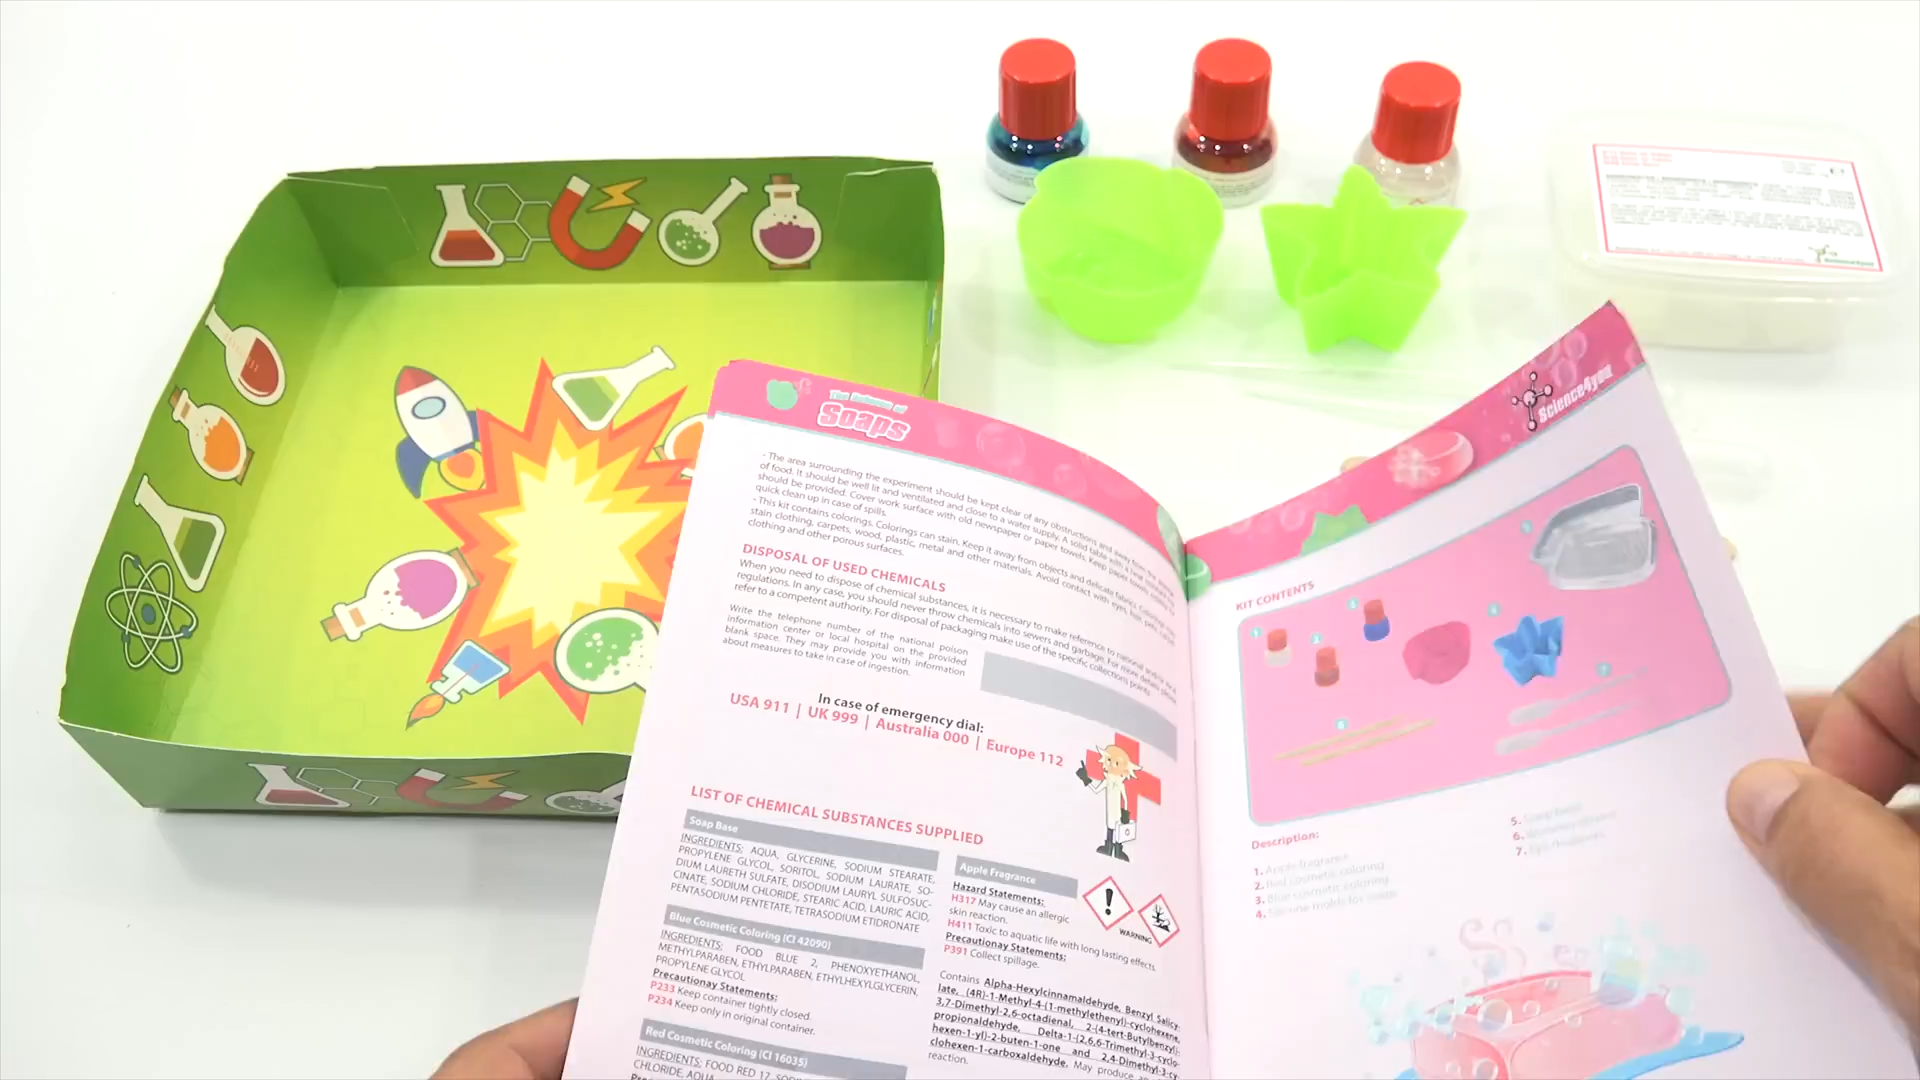 The Science of
Soaps
- The area surrounding the experiment should be kept clear of any obstructions and away from the storage
of food. It should be well lit and ventilated and close to a water supply. A solid table with a heat resistant top
should be provided. Cover work surface with old newspaper or paper towels. Keep paper towels nearby for
quick clean up in case of spills.
- This kit contains colorings. Colorings can stain. Keep it away from objects and delicate fabrics. Colorings may
stain clothing, carpets, wood, plastic, metal and other materials. Avoid contact with eyes, hair, pets, carpet,
clothing and other porous surfaces.
DISPOSAL OF USED CHEMICALS
When you need to dispose of chemical substances, it is necessary to make reference to national and/or local
regulations. In any case, you should never throw chemicals into sewers and garbage. For more details please
refer to a competent authority. For disposal of packaging make use of the specific collections points.
Write the telephone number of the national poison
information center or local hospital on the provided
blank space. They may provide you with information
about measures to take in case of ingestion.
In case of emergency dial:
USA 911 | UK 999 | Australia 000 | Europe 112
LIST OF CHEMICAL SUBSTANCES SUPPLIED
Soap Base
INGREDIENTS: AQUA, GLYCERINE, SODIUM STEARATE,
PROPYLENE GLYCOL, SORITOL, SODIUM LAURATE, SO-
DIUM LAURETH SULFATE, DISODIUM LAURYL SULFOSUC-
CINATE, SODIUM CHLORIDE, STEARIC ACID, LAURIC ACID,
PENTASODIUM PENTETATE, TETRASODIUM ETIDRONATE
Blue Cosmetic Coloring (CI 42090)
INGREDIENTS: FOOD BLUE 2, PHENOXYETHANOL,
METHYLPARABEN, ETHYLPARABEN, ETHYLHEXYLGLYCERIN,
PROPYLENE GLYCOL
Precautionay Statements:
P233 Keep container tightly closed.
P234 Keep only in original container.
Red Cosmetic Coloring (CI 16035)
INGREDIENTS: FOOD RED 17,
CHLORIDE, AQUA
Apple Fragrance
Hazard Statements:
H317 May cause an allergic
skin reaction.
H411 Toxic to aquatic life with long lasting effects.
Precautionay Statements:
P391 Collect spillage.
WARNING
Contains Alpha-Hexylcinnamaldehyde, Benzyl Salicy-
late, (4R)-1-Methyl-4-(1-methylethenyl)-cyclohexene,
3,7-Dimethyl-2,6-octadienal, 2-(4-tert-Butylbenzyl)-
propionaldehyde, Delta-1-(2,6,6-Trimethyl-3-cyclo-
hexen-1-yl)-2-buten-1-one and 2,4-Dimethyl-3-cy-
clohexen-1-carboxaldehyde. May produce an
reaction.
Science4you
KIT CONTENTS
Description:
1. Apple fragrance
2. Red cosmetic coloring
3. Blue cosmetic coloring
4. Silicone molds for soaps
5. Soap base
6. Wooden
7.